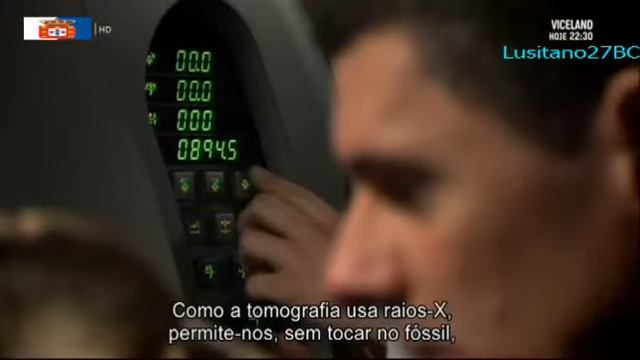 HD
VICELAND
HOJE 22:30
Lusitano27BC
00.0
00.0
000
0894.5
Como a tomografia usa raios-X,
permite-nos, sem tocar no fóssil,